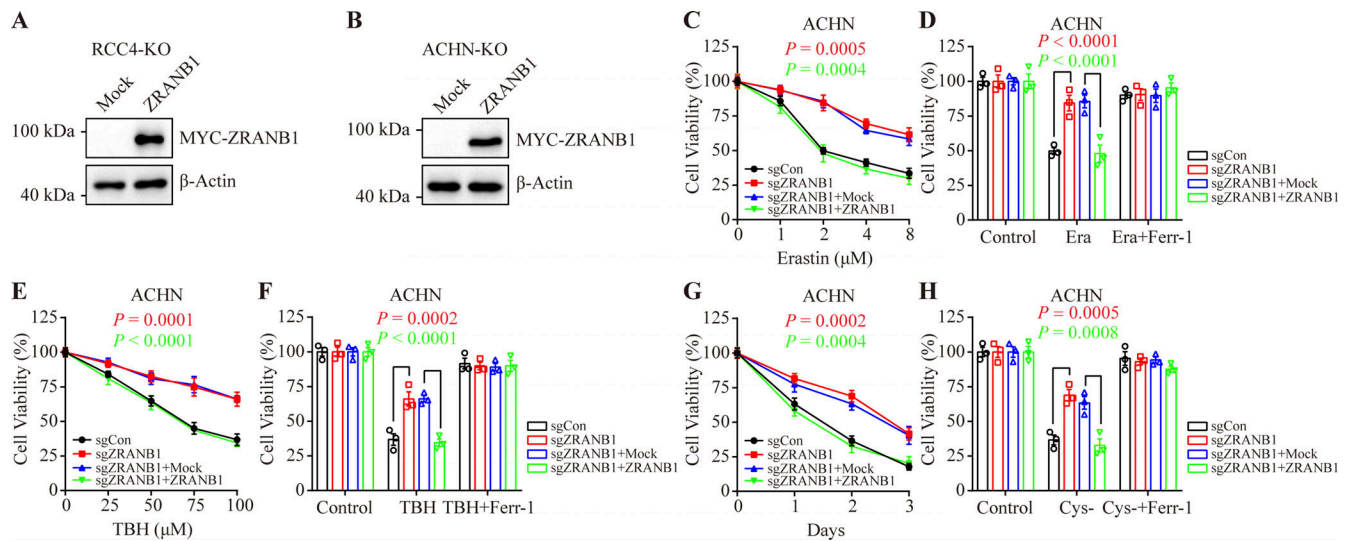 A
RCC4-KO
Mock
ZRANB1
100 kDa
MYC-ZRANB1
40 kDa
β-Actin
B
ACHN-KO
Mock
ZRANB1
100 kDa
MYC-ZRANB1
40 kDa
β-Actin
C
ACHN
P = 0.0005
P = 0.0004
Cell Viability (%)
125
100
75
50
25
0
sgCon
sgZRANB1
sgZRANB1+Mock
sgZRANB1+ZRANB1
0 1 2 4 8
Erastin (μM)
D
ACHN
P < 0.0001
P < 0.0001
Cell Viability (%)
125
100
75
50
25
0
sgCon
sgZRANB1
sgZRANB1+Mock
sgZRANB1+ZRANB1
Control Era Era+Ferr-1
E
ACHN
P = 0.0001
P < 0.0001
Cell Viability (%)
125
100
75
50
25
0
sgCon
sgZRANB1
sgZRANB1+Mock
sgZRANB1+ZRANB1
0 25 50 75 100
TBH (μM)
F
ACHN
P = 0.0002
P < 0.0001
Cell Viability (%)
125
100
75
50
25
0
sgCon
sgZRANB1
sgZRANB1+Mock
sgZRANB1+ZRANB1
Control TBH TBH+Ferr-1
G
ACHN
P = 0.0002
P = 0.0004
Cell Viability (%)
125
100
75
50
25
0
sgCon
sgZRANB1
sgZRANB1+Mock
sgZRANB1+ZRANB1
0 1 2 3
Days
H
ACHN
P = 0.0005
P = 0.0008
Cell Viability (%)
125
100
75
50
25
0
sgCon
sgZRANB1
sgZRANB1+Mock
sgZRANB1+ZRANB1
Control Cys- Cys-+Ferr-1